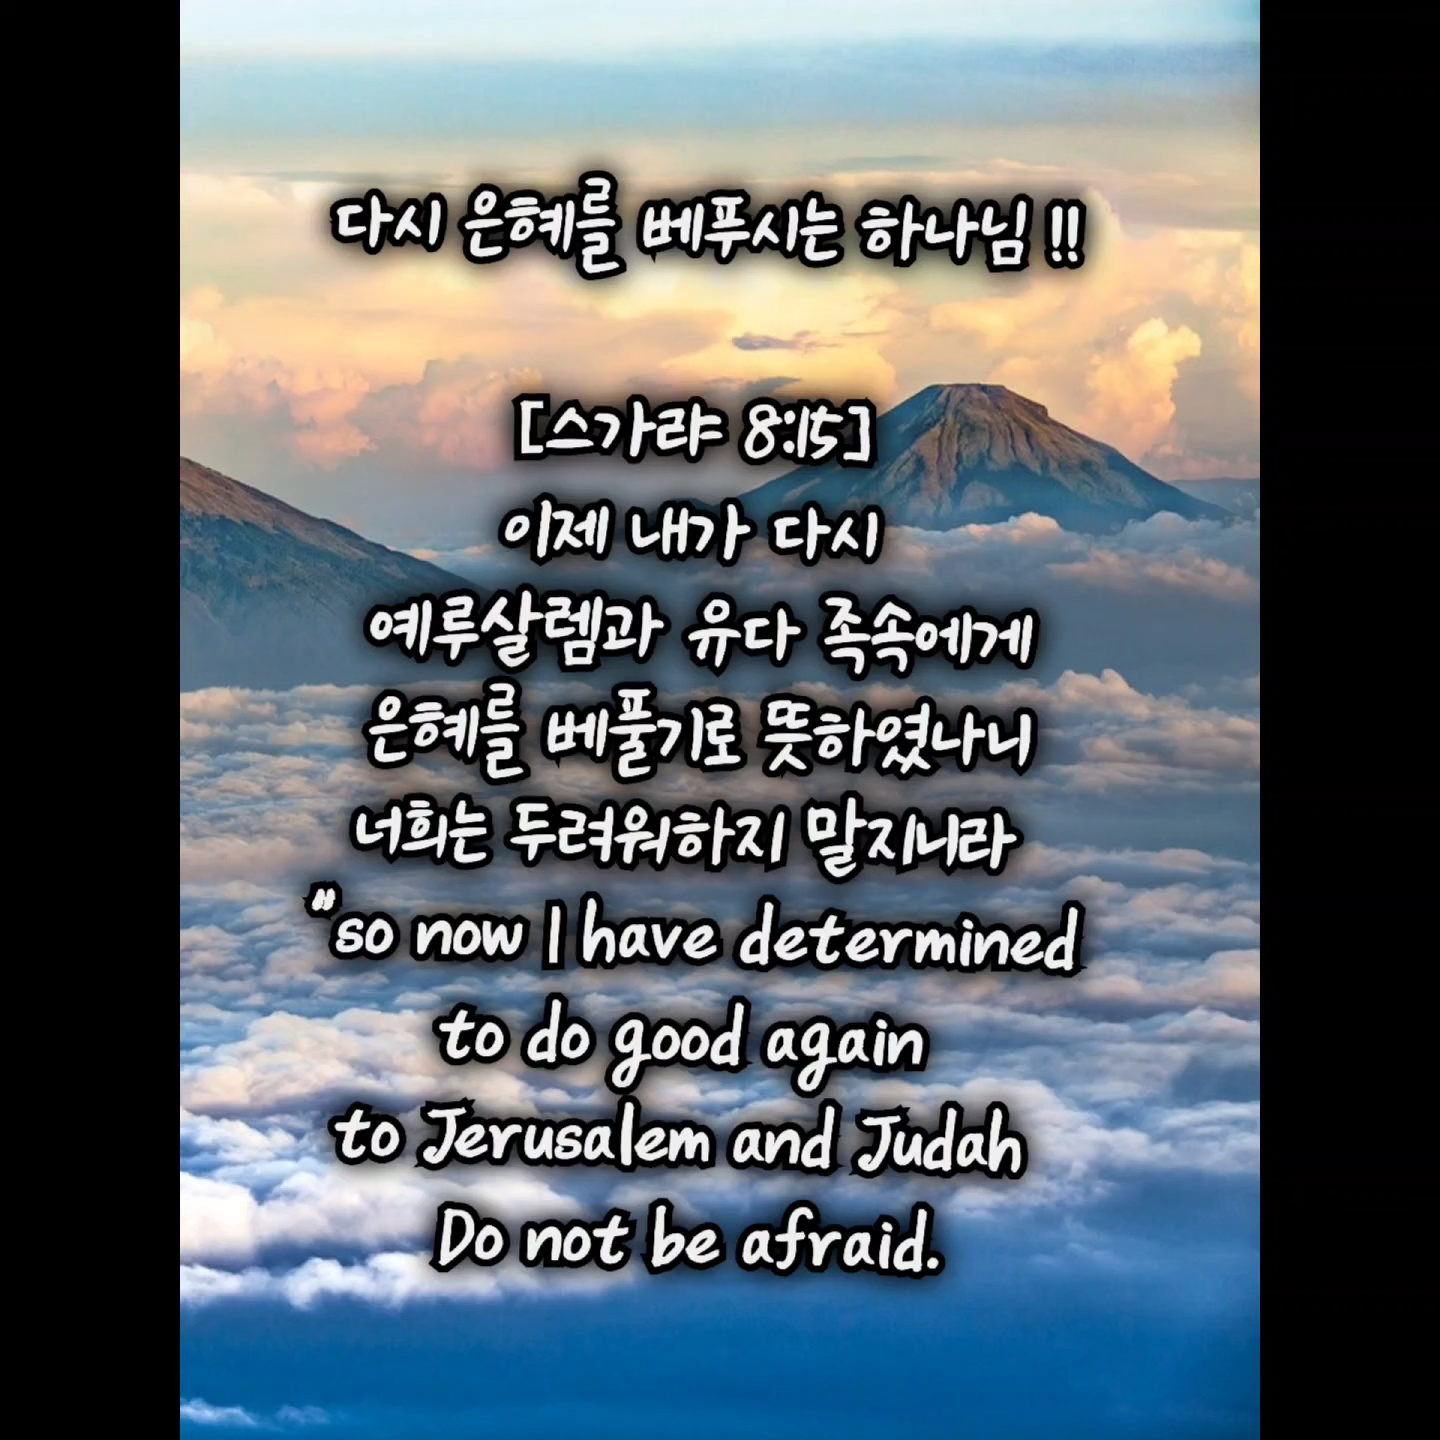 다시 은혜를 베푸시는 하나님 !!
[스가랴 8:15]
이제 내가 다시
예루살렘과 유다 족속에게
은혜를 베풀기로 뜻하였나니
너희는 두려워하지 말지니라
"so now I have determined
to do good again
to Jerusalem and Judah
Do not be afraid.